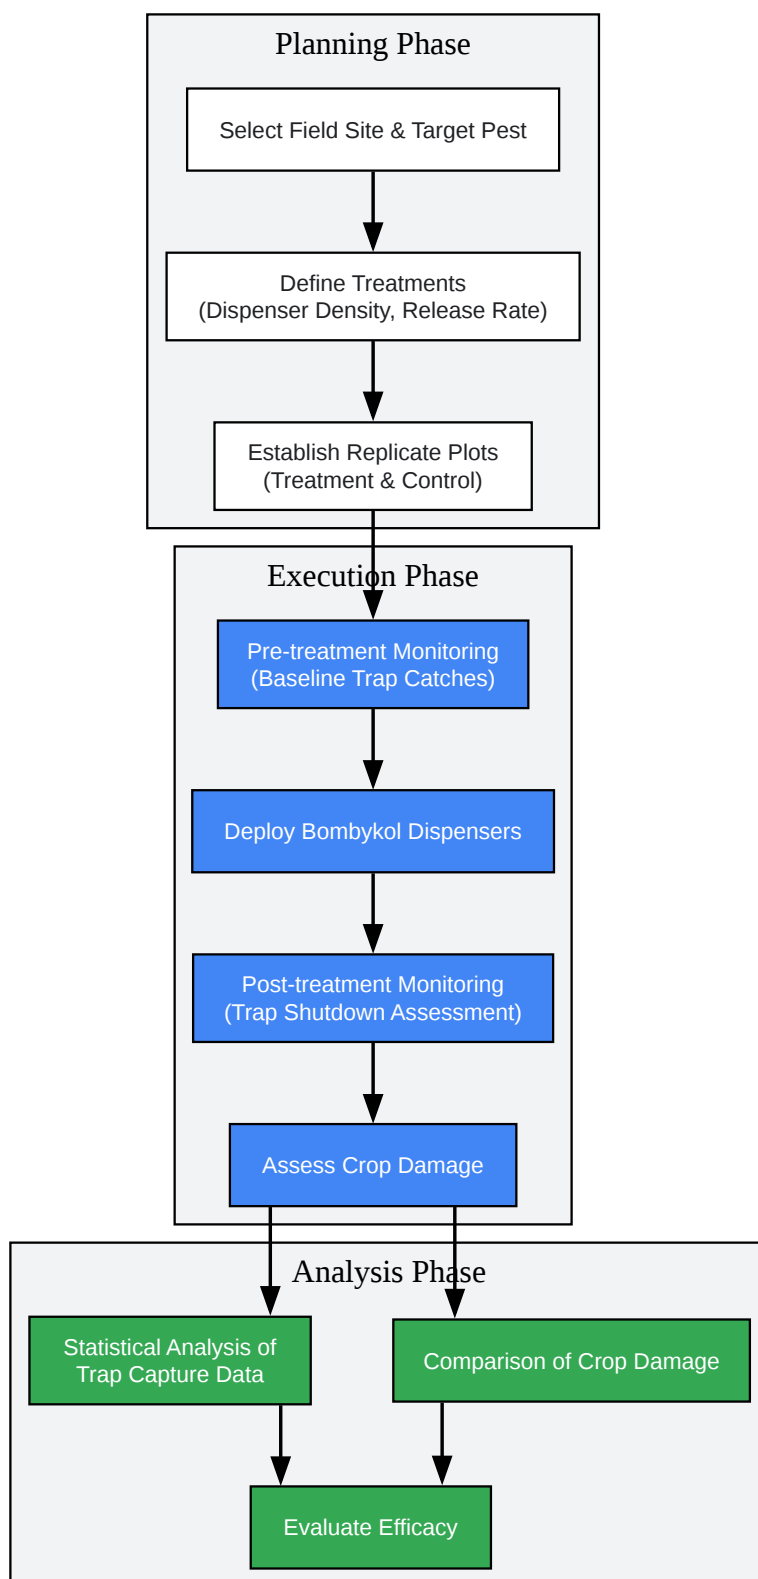 Planning Phase
Select Field Site & Target Pest
Define Treatments
(Dispenser Density, Release Rate)
Establish Replicate Plots
(Treatment & Control)
Execution Phase
Pre-treatment Monitoring
(Baseline Trap Catches)
Deploy Bombykol Dispensers
Post-treatment Monitoring
(Trap Shutdown Assessment)
Assess Crop Damage
Analysis Phase
Statistical Analysis of
Trap Capture Data
Comparison of Crop Damage
Evaluate Efficacy